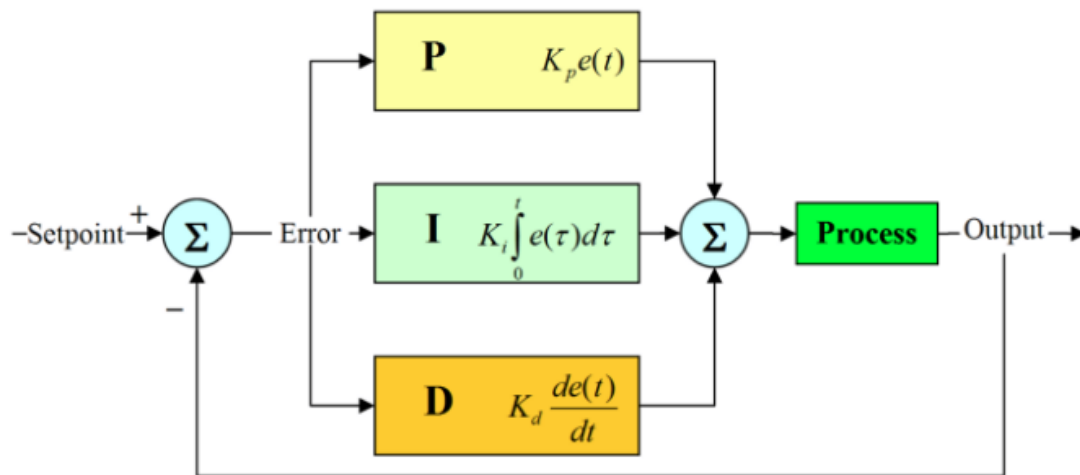 P K_p e(t)
–Setpoint + Σ Error I K_i ∫_0^t e(τ)dτ Σ Process Output
–
D K_d de(t)/dt